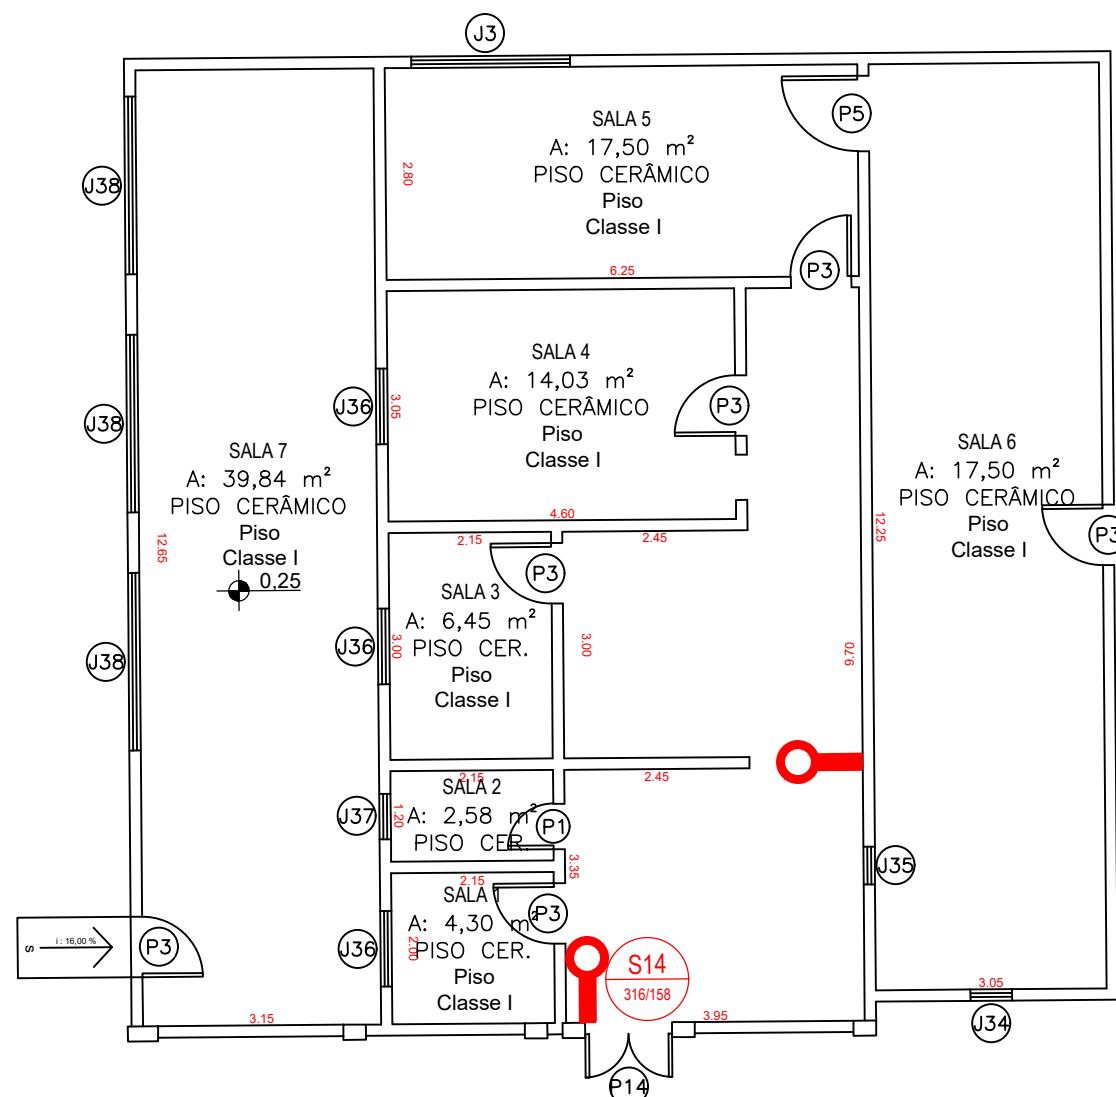 J3
SALA 5
A: 17,50 m²
PISO CERÂMICO
Piso
Classe I
2.80
6.25
P5
P3
J38
J38
J38
SALA 4
A: 14,03 m²
PISO CERÂMICO
Piso
Classe I
3.05
4.60
P3
J36
SALA 7
A: 39,84 m²
PISO CERÂMICO
Piso
Classe I
0,25
12.65
3.15
SALA 6
A: 17,50 m²
PISO CERÂMICO
Piso
Classe I
12.25
P3
3.05
2.15
2.45
P3
SALA 3
A: 6,45 m²
PISO CER.
Piso
Classe I
3.00
3.00
9.70
J36
2.15
2.45
SALA 2
A: 2,58 m²
PISO CER.
1.20
J37
P1
3.35
J35
2.15
SALA 1
A: 4,30 m²
PISO CER.
Piso
Classe I
2.00
P3
J36
S
i : 16,00 %
P3
S14
316/158
3.95
J34
P14